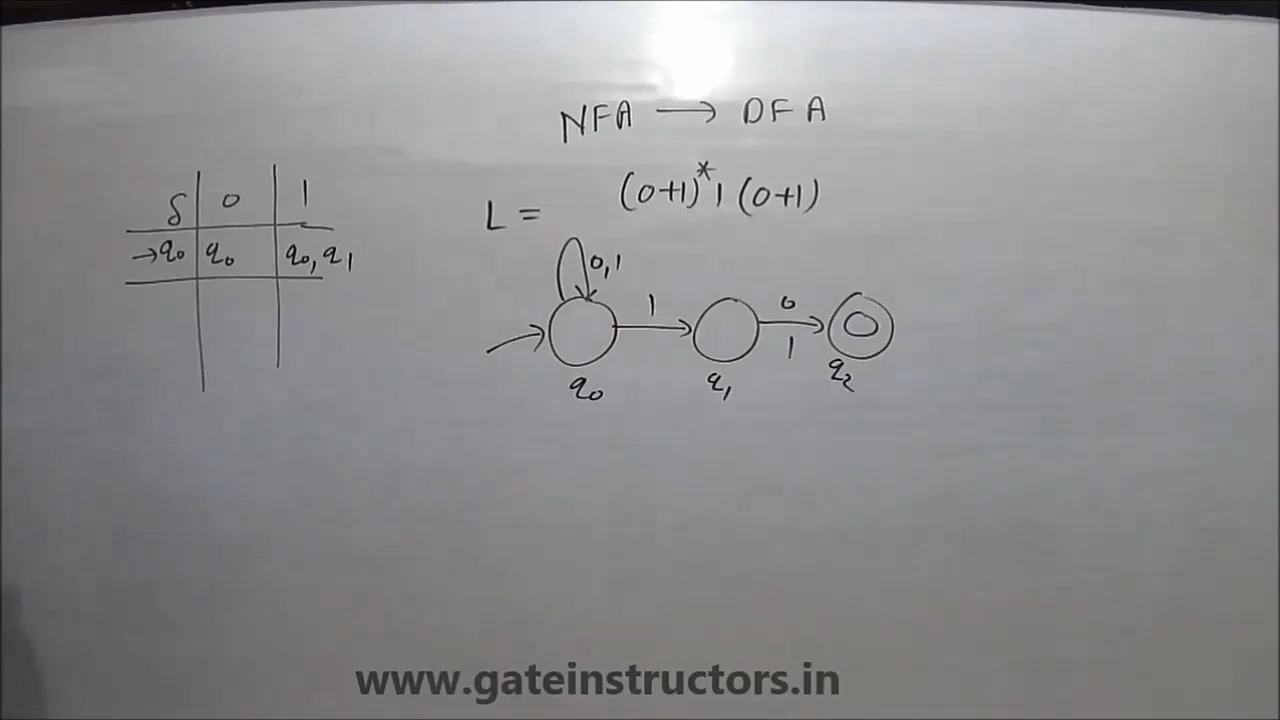 NFA → DFA
L = (0+1)*1(0+1)
δ 0 1
→q0 q0 q0, q1
0,1
1
0
1
q0 q1 q2
www.gateinstructors.in